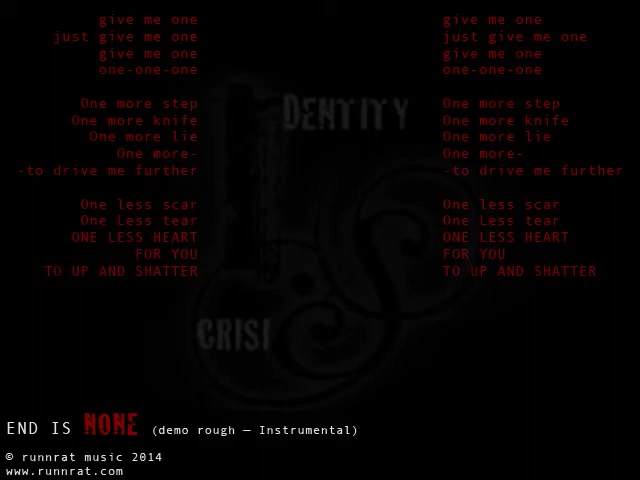 give me one
just give me one
give me one
one-one-one
One more step
One more knife
One more lie
One more-
-to drive me further
One less scar
One Less tear
ONE LESS HEART
FOR YOU
TO UP AND SHATTER
give me one
just give me one
give me one
one-one-one
One more step
One more knife
One more lie
One more-
-to drive me further
One less scar
One Less tear
ONE LESS HEART
FOR YOU
TO UP AND SHATTER
DENTITY
CRISI
END IS NONE (demo rough — Instrumental)
© runnrat music 2014
www.runnrat.com